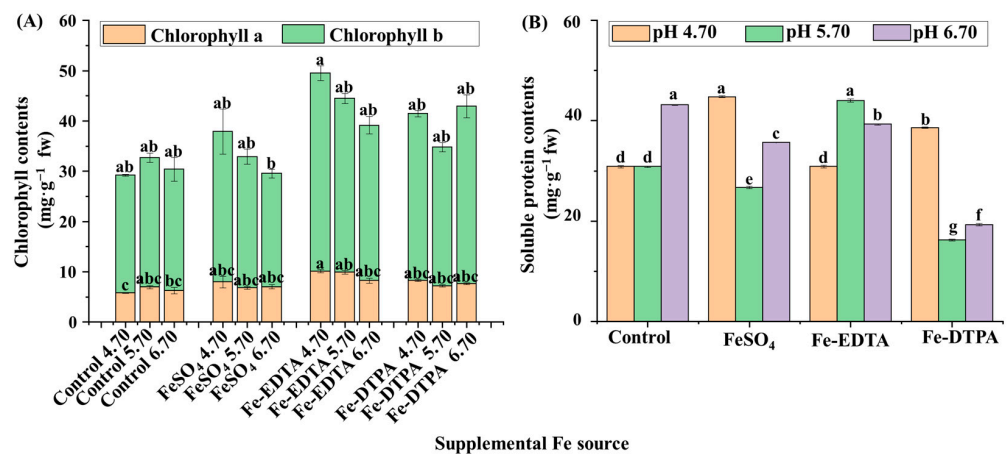 (A)
Chlorophyll a
Chlorophyll b
Chlorophyll contents
(mg·g⁻¹ fw)
60
50
40
30
20
10
0
ab
ab
ab
ab
ab
b
a
ab
ab
ab
ab
ab
c
abc
bc
abc
abc
abc
a
ab
abc
abc
abc
abc
Control 4.70
Control 5.70
Control 6.70
FeSO₄ 4.70
FeSO₄ 5.70
FeSO₄ 6.70
Fe-EDTA 4.70
Fe-EDTA 5.70
Fe-EDTA 6.70
Fe-DTPA 4.70
Fe-DTPA 5.70
Fe-DTPA 6.70
(B)
pH 4.70
pH 5.70
pH 6.70
Soluble protein contents
(mg·g⁻¹ fw)
60
40
20
0
d
d
a
e
c
d
a
b
b
g
f
Control
FeSO₄
Fe-EDTA
Fe-DTPA
Supplemental Fe source